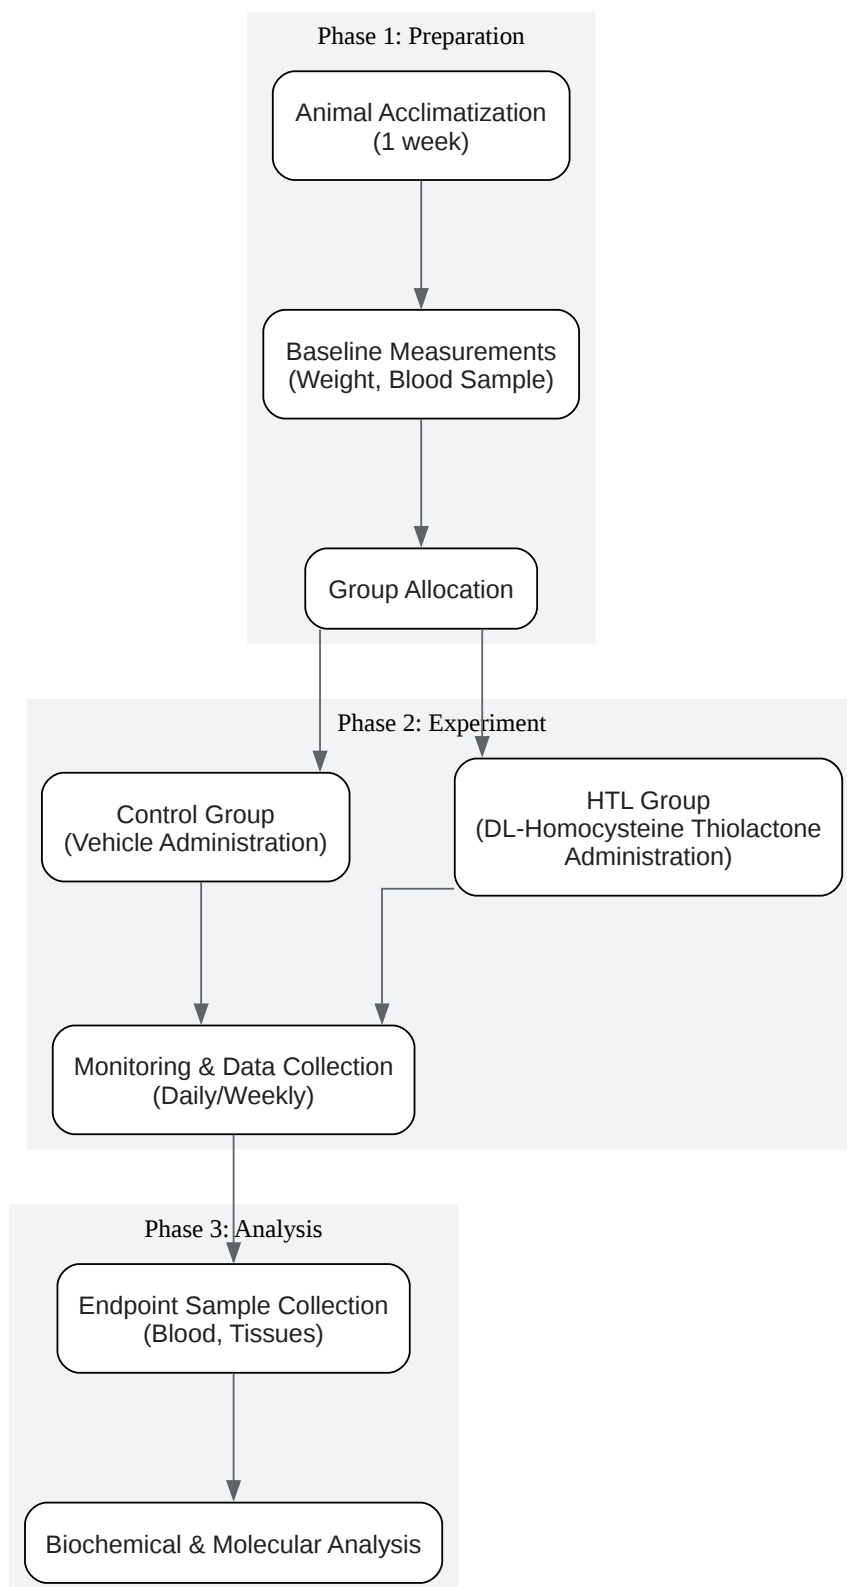 Phase 1: Preparation
Animal Acclimatization
(1 week)
Baseline Measurements
(Weight, Blood Sample)
Group Allocation
Phase 2: Experiment
Control Group
(Vehicle Administration)
HTL Group
(DL-Homocysteine Thiolactone
Administration)
Monitoring & Data Collection
(Daily/Weekly)
Phase 3: Analysis
Endpoint Sample Collection
(Blood, Tissues)
Biochemical & Molecular Analysis